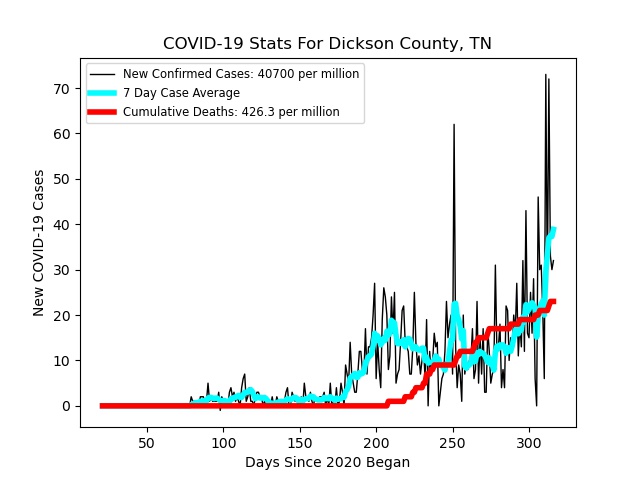 COVID-19 Stats For Dickson County, TN
New Confirmed Cases: 40700 per million
7 Day Case Average
Cumulative Deaths: 426.3 per million
New COVID-19 Cases
70
60
50
40
30
20
10
0
50 100 150 200 250 300
Days Since 2020 Began